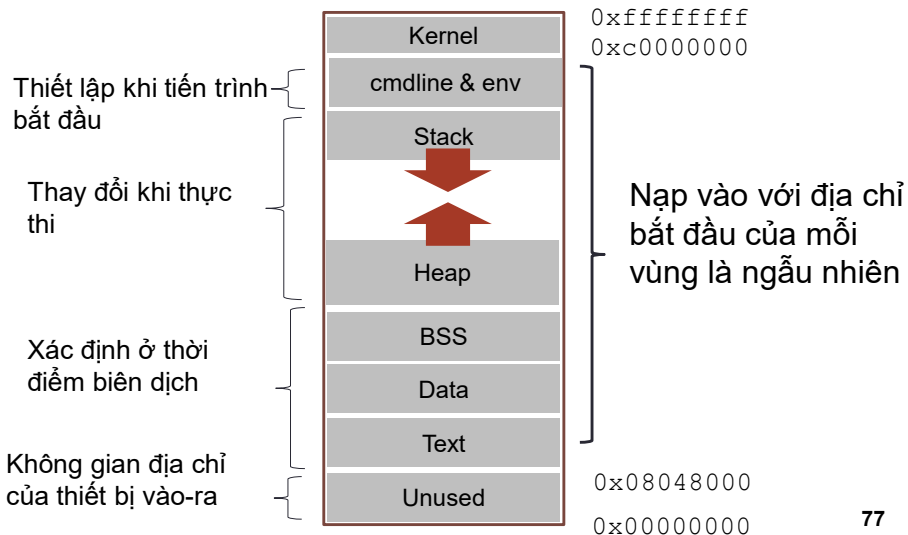 Kernel
0xffffffff
0xc0000000
Thiết lập khi tiến trình
bắt đầu
cmdline & env
Stack
Thay đổi khi thực
thi
Nạp vào với địa chỉ
bắt đầu của mỗi
vùng là ngẫu nhiên
Heap
BSS
Xác định ở thời
điểm biên dịch
Data
Text
Không gian địa chỉ
của thiết bị vào-ra
Unused
0x08048000
0x00000000
77